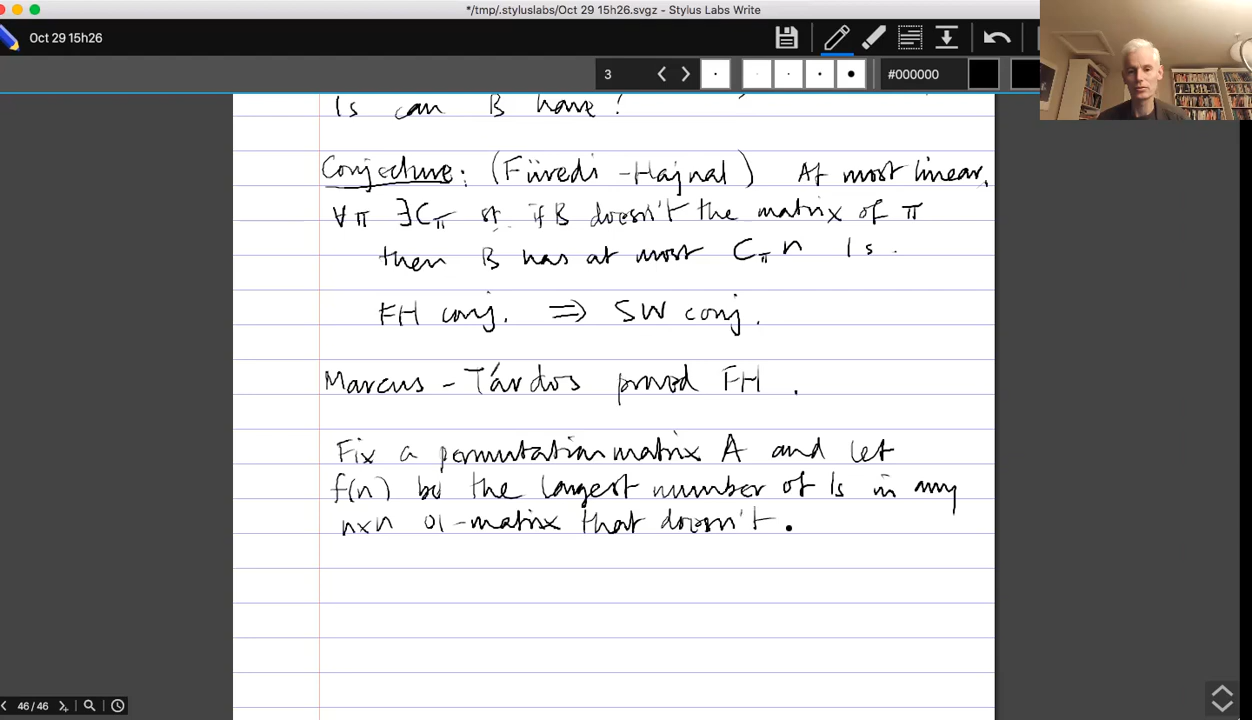 */tmp/.styluslabs/Oct 29 15h26.svgz - Stylus Labs Write
Oct 29 15h26
3
#000000
1s can B have?
Conjecture: (Füredi-Hajnal) At most linear.
∀π ∃Cπ st if B doesn't the matrix of π
then B has at most Cπ n 1s.
FH conj. ⇒ SW conj.
Marcus - Tárdos proved FH.
Fix a permutation matrix A and let
f(n) be the largest number of 1s in any
n×n 01-matrix that doesn't.
46/46